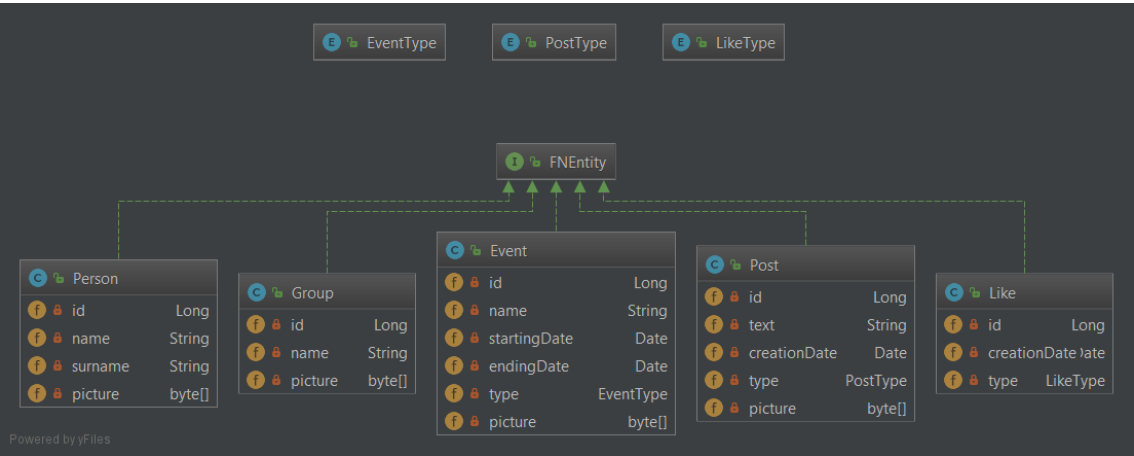 E EventType
E PostType
E LikeType
I FNEntity
C Person
f id Long
f name String
f surname String
f picture byte[]
C Group
f id Long
f name String
f picture byte[]
C Event
f id Long
f name String
f startingDate Date
f endingDate Date
f type EventType
f picture byte[]
C Post
f id Long
f text String
f creationDate Date
f type PostType
f picture byte[]
C Like
f id Long
f creationDate ate
f type LikeType
Powered by yFiles